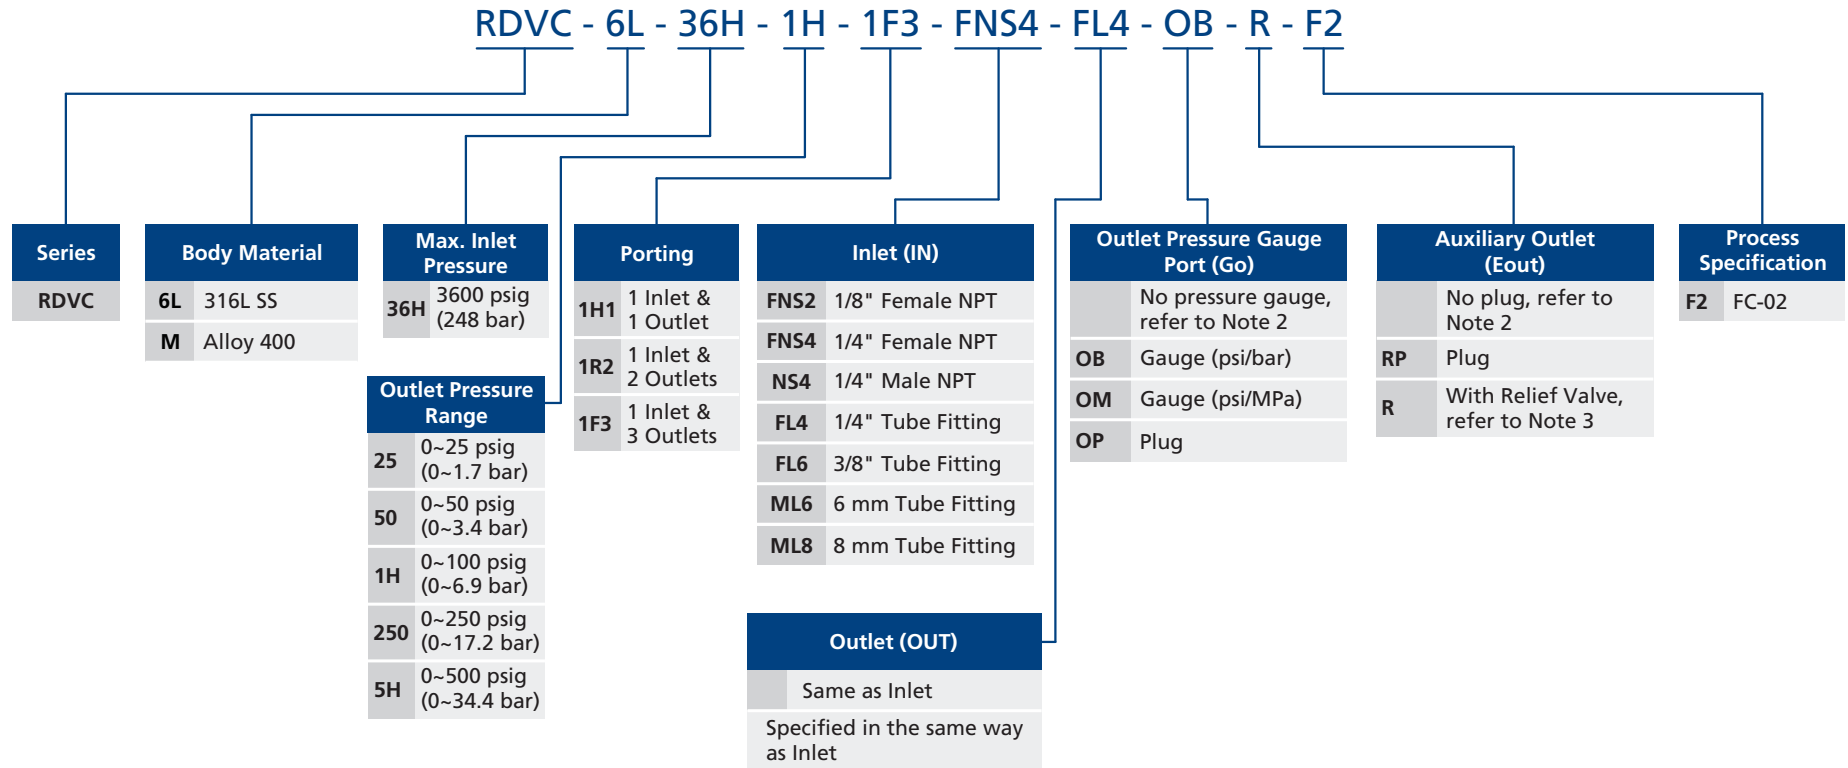 RDVC - 6L - 36H - 1H - 1F3 - FNS4 - FL4 - OB - R - F2
Series
RDVC
Body Material
6L 316L SS
M Alloy 400
Max. Inlet
Pressure
36H 3600 psig
(248 bar)
Outlet Pressure
Range
25 0~25 psig
(0~1.7 bar)
50 0~50 psig
(0~3.4 bar)
1H 0~100 psig
(0~6.9 bar)
250 0~250 psig
(0~17.2 bar)
5H 0~500 psig
(0~34.4 bar)
Porting
1H1 1 Inlet &
1 Outlet
1R2 1 Inlet &
2 Outlets
1F3 1 Inlet &
3 Outlets
Inlet (IN)
FNS2 1/8" Female NPT
FNS4 1/4" Female NPT
NS4 1/4" Male NPT
FL4 1/4" Tube Fitting
FL6 3/8" Tube Fitting
ML6 6 mm Tube Fitting
ML8 8 mm Tube Fitting
Outlet (OUT)
Same as Inlet
Specified in the same way
as Inlet
Outlet Pressure Gauge
Port (Go)
No pressure gauge,
refer to Note 2
OB Gauge (psi/bar)
OM Gauge (psi/MPa)
OP Plug
Auxiliary Outlet
(Eout)
No plug, refer to
Note 2
RP Plug
R With Relief Valve,
refer to Note 3
Process
Specification
F2 FC-02